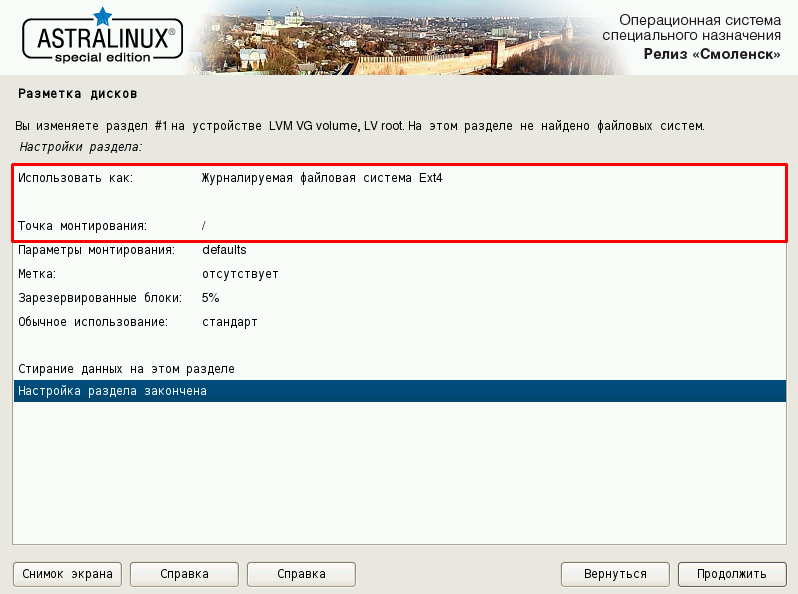 ASTRALINUX®
special edition
Операционная система
специального назначения
Релиз «Смоленск»
Разметка дисков
Вы изменяете раздел #1 на устройстве LVM VG volume, LV root. На этом разделе не найдено файловых систем.
Настройки раздела:
Использовать как: Журналируемая файловая система Ext4
Точка монтирования: /
Параметры монтирования: defaults
Метка: отсутствует
Зарезервированные блоки: 5%
Обычное использование: стандарт
Стирание данных на этом разделе
Настройка раздела закончена
Снимок экрана Справка Справка Вернуться Продолжить